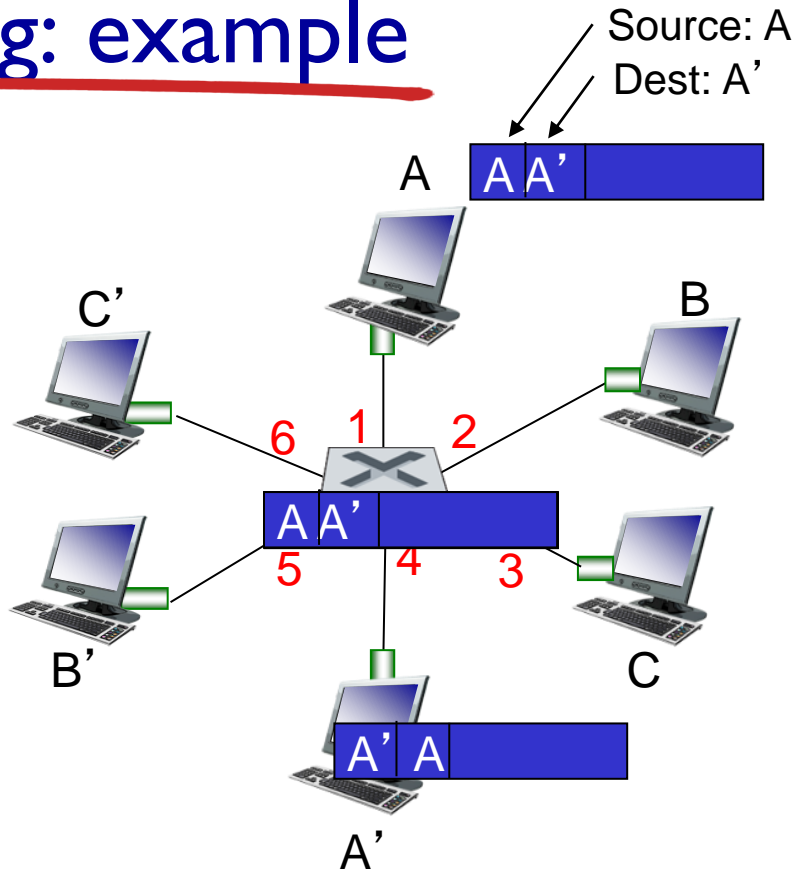 g: example
Source: A
Dest: A’
A
A A’
C’
B
6
1
2
A A’
5
4
3
B’
C
A’ A
A’